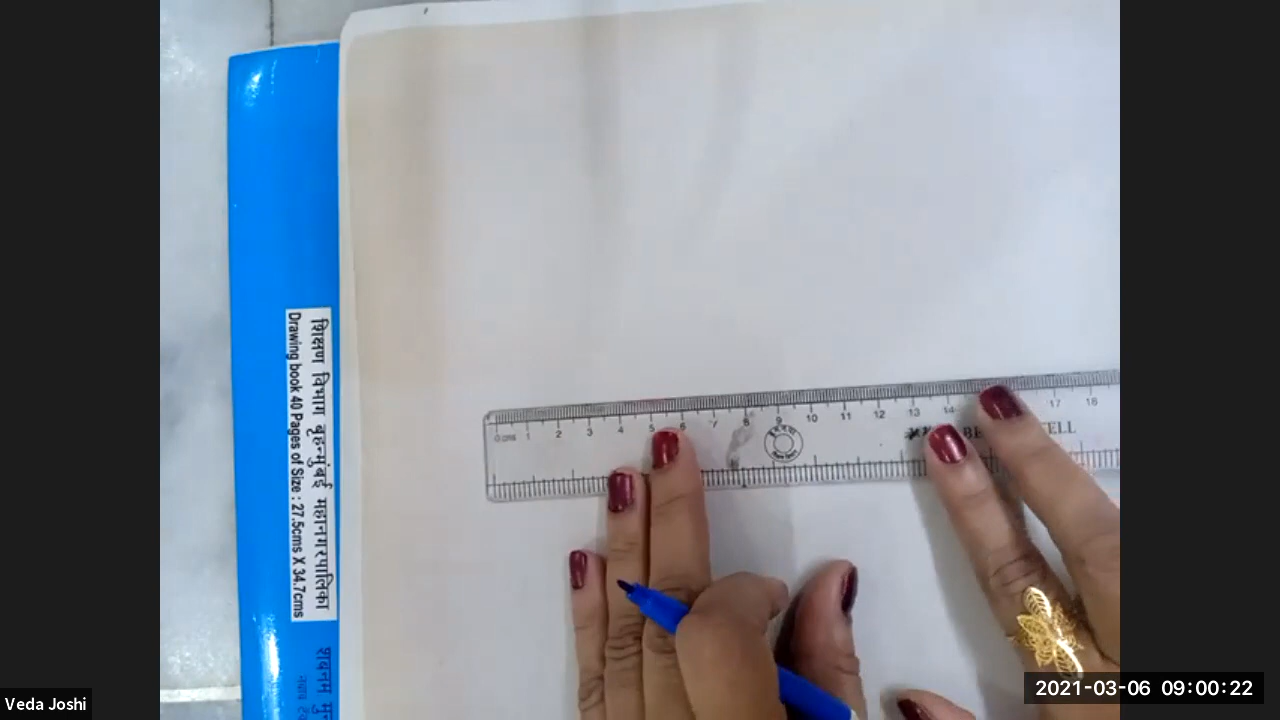 शिक्षण विभाग बृहन्मुंबई महानगरपालिका
Drawing book 40 Pages of Size : 27.5cms X 34.7cms
शबनम
0 cms 1 2 3 4 5 6 7 8 9 10 11 12 13 14 17 18
Veda Joshi
2021-03-06 09:00:22